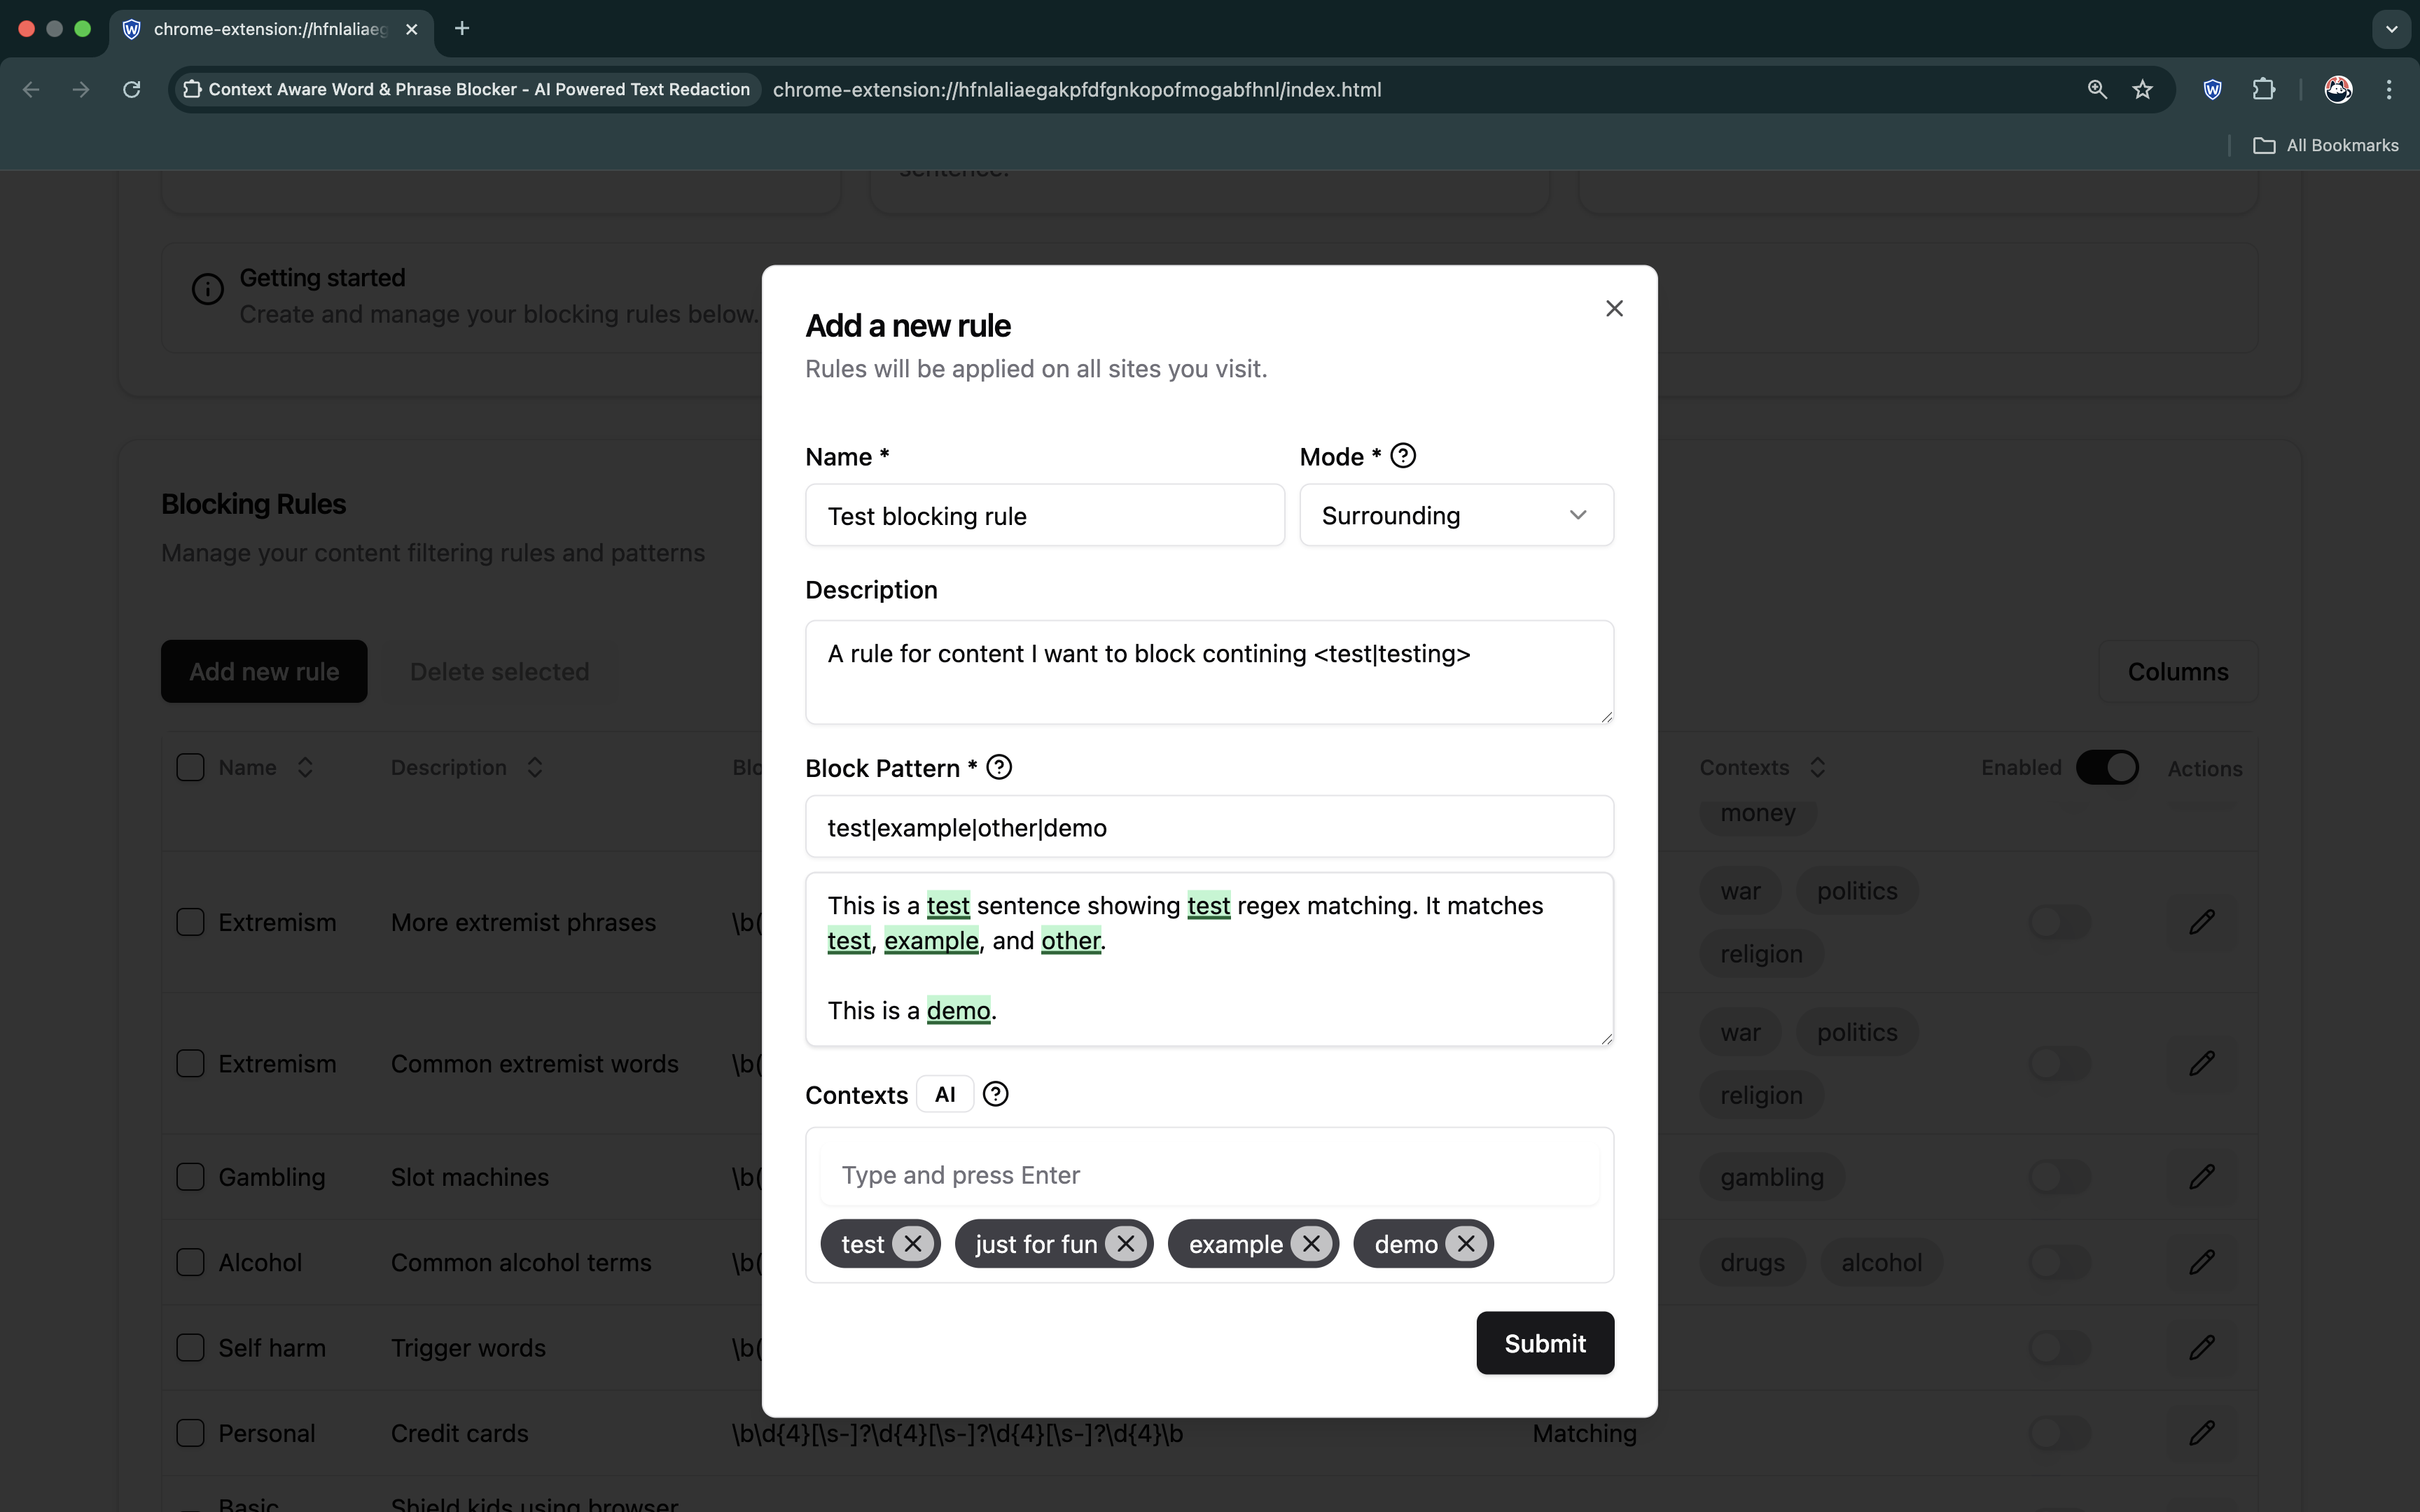 chrome-extension://hfnlaliaeg
Context Aware Word & Phrase Blocker - AI Powered Text Redaction chrome-extension://hfnlaliaegakpfdfgnkopofmogabfhnl/index.html
All Bookmarks
sentence.
Getting started
Create and manage your blocking rules below.
Add a new rule
Rules will be applied on all sites you visit.
Name * Mode *
Test blocking rule Surrounding
Description
A rule for content I want to block contining <test|testing>
Block Pattern *
test|example|other|demo
This is a test sentence showing test regex matching. It matches
test, example, and other.
This is a demo.
Contexts AI
Type and press Enter
test just for fun example demo
Submit
Blocking Rules
Manage your content filtering rules and patterns
Add new rule Delete selected Columns
Name Description Blo Contexts Enabled Actions
money
Extremism More extremist phrases \b( war politics
religion
Extremism Common extremist words \b( war politics
religion
Gambling Slot machines \b( gambling
Alcohol Common alcohol terms \b( drugs alcohol
Self harm Trigger words \b(
Personal Credit cards \b\d{4}[\s-]?\d{4}[\s-]?\d{4}[\s-]?\d{4}\b Matching
Basic Shield kids using browser